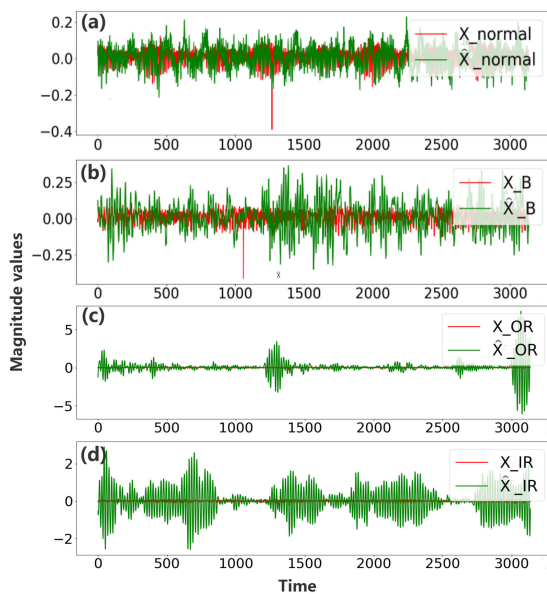 (a)
X_normal
X̂_normal
0.2
0.0
−0.2
−0.4
0 500 1000 1500 2000 2500 3000
(b)
X_B
X̂_B
0.25
0.00
−0.25
x̂
0 500 1000 1500 2000 2500 3000
(c)
X_OR
X̂_OR
5
0
−5
0 500 1000 1500 2000 2500 3000
(d)
X_IR
X̂_IR
2
0
−2
0 500 1000 1500 2000 2500 3000
Magnitude values
Time